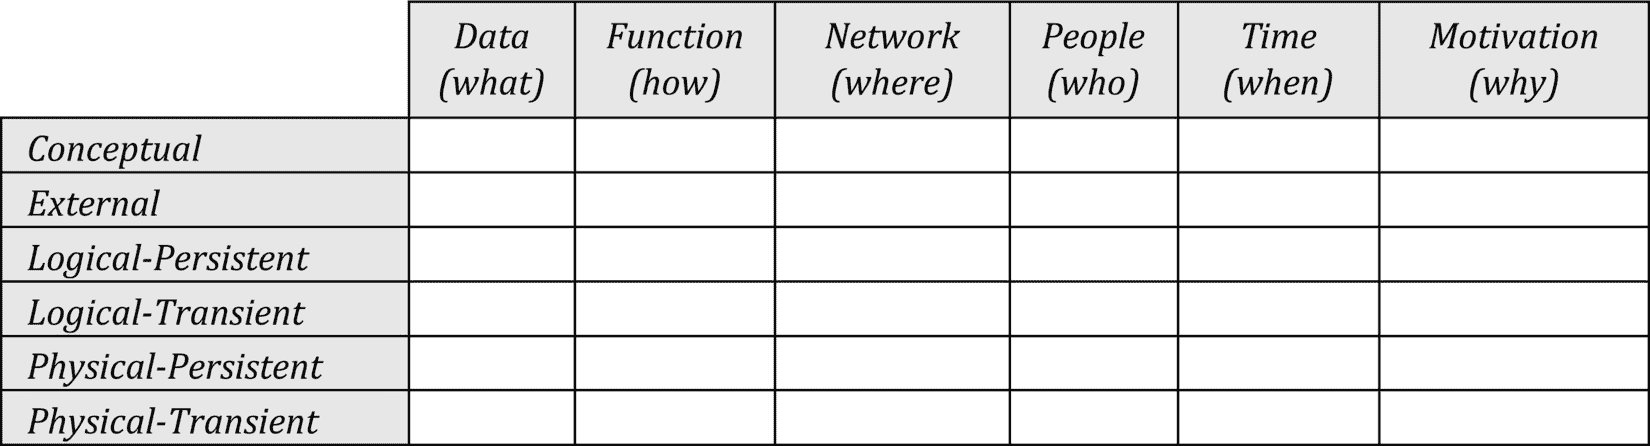 Data Function Network People Time Motivation
(what) (how) (where) (who) (when) (why)
Conceptual
External
Logical-Persistent
Logical-Transient
Physical-Persistent
Physical-Transient